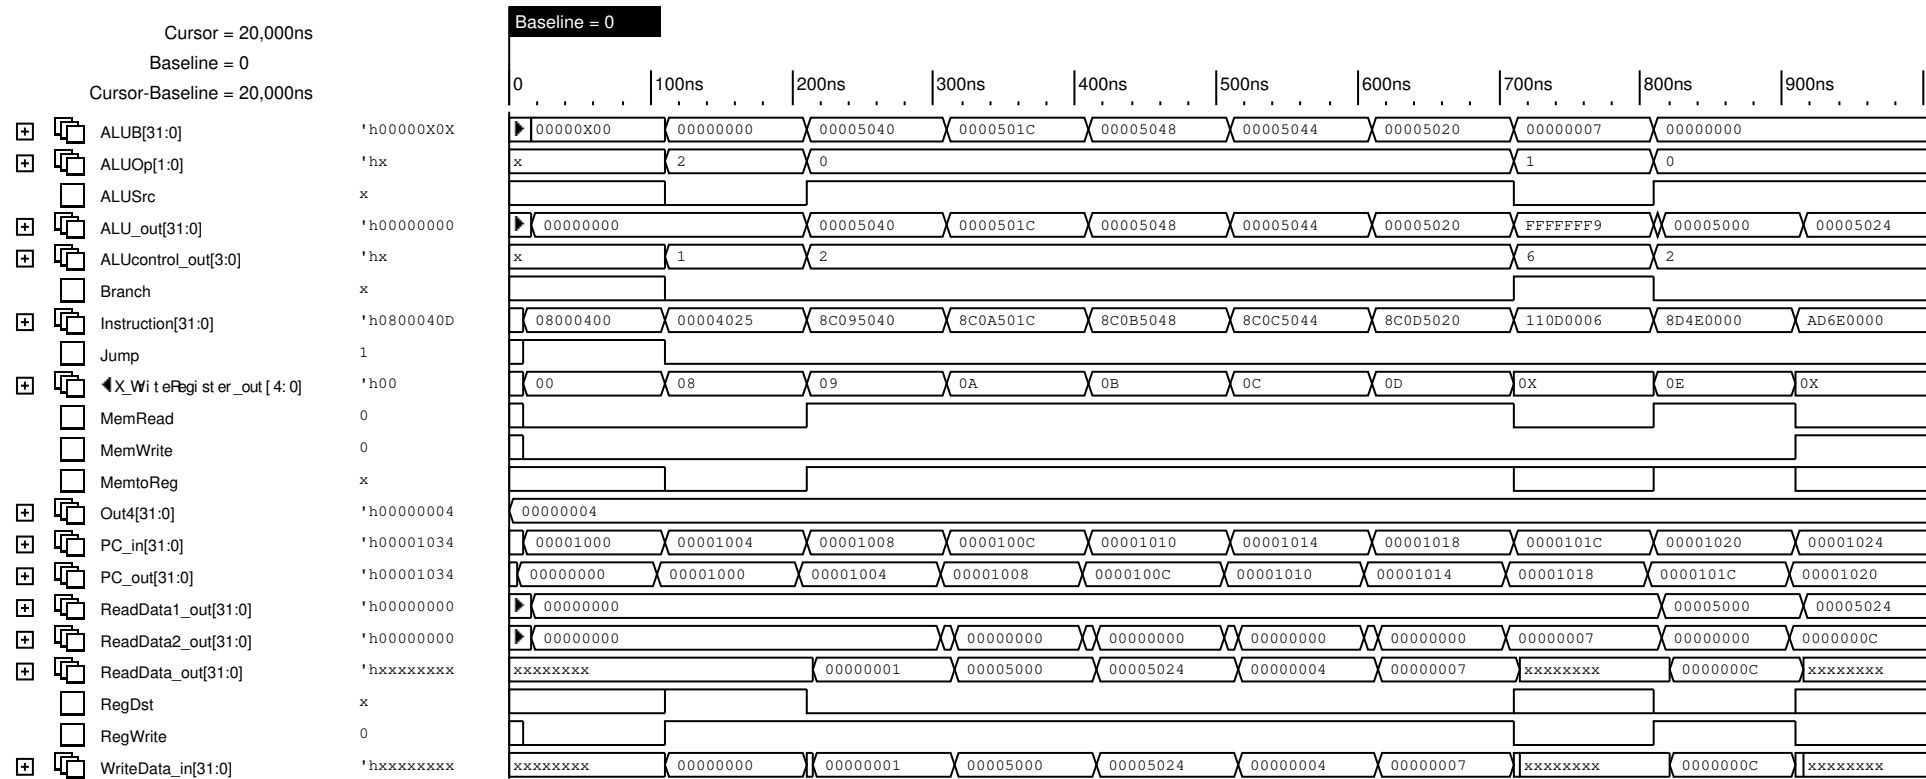 Baseline = 0
Cursor = 20,000ns
Baseline = 0
Cursor-Baseline = 20,000ns
0 100ns 200ns 300ns 400ns 500ns 600ns 700ns 800ns 900ns
ALUB[31:0] 'h00000X0X 00000X00 00000000 00005040 0000501C 00005048 00005044 00005020 00000007 00000000
ALUOp[1:0] 'hx x 2 0 1 0
ALUSrc x
ALU_out[31:0] 'h00000000 00000000 00005040 0000501C 00005048 00005044 00005020 FFFFFFF9 00005000 00005024
ALUcontrol_out[3:0] 'hx x 1 2 6 2
Branch x
Instruction[31:0] 'h0800040D 08000400 00004025 8C095040 8C0A501C 8C0B5048 8C0C5044 8C0D5020 110D0006 8D4E0000 AD6E0000
Jump 1
X_WriteRegister_out[4:0] 'h00 00 08 09 0A 0B 0C 0D 0X 0E 0X
MemRead 0
MemWrite 0
MemtoReg x
Out4[31:0] 'h00000004 00000004
PC_in[31:0] 'h00001034 00001000 00001004 00001008 0000100C 00001010 00001014 00001018 0000101C 00001020 00001024
PC_out[31:0] 'h00001034 00000000 00001000 00001004 00001008 0000100C 00001010 00001014 00001018 0000101C 00001020
ReadData1_out[31:0] 'h00000000 00000000 00005000 00005024
ReadData2_out[31:0] 'h00000000 00000000 00000000 00000000 00000000 00000000 00000007 00000000 0000000C
ReadData_out[31:0] 'hxxxxxxxx xxxxxxxx 00000001 00005000 00005024 00000004 00000007 xxxxxxxx 0000000C xxxxxxxx
RegDst x
RegWrite 0
WriteData_in[31:0] 'hxxxxxxxx xxxxxxxx 00000000 00000001 00005000 00005024 00000004 00000007 xxxxxxxx 0000000C xxxxxxxx